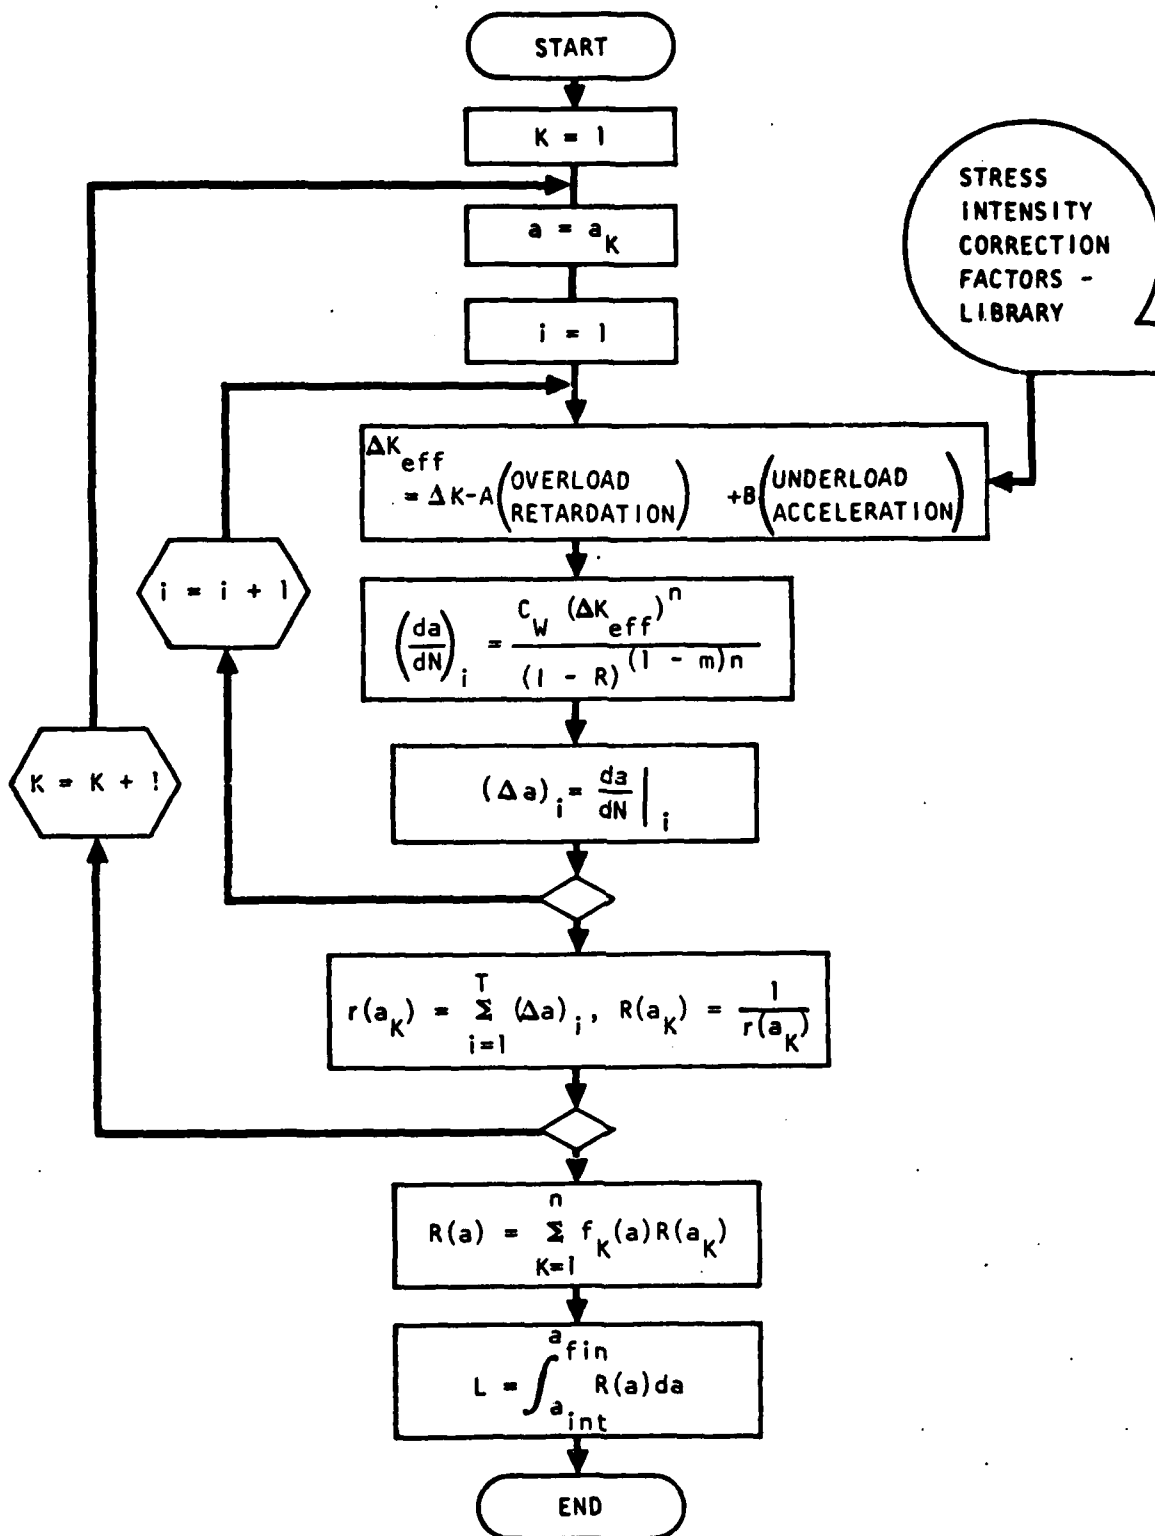 START
K = 1
a = a_K
i = 1
STRESS
INTENSITY
CORRECTION
FACTORS -
LIBRARY
ΔK_eff
= ΔK-A(OVERLOAD RETARDATION) +B(UNDERLOAD ACCELERATION)
i = i + 1
(da/dN)_i = C_W (ΔK_eff)^n / (1 - R)^(1 - m)n
K = K + !
(Δa)_i = da/dN |_i
r(a_K) = Σ_{i=1}^{T} (Δa)_i, R(a_K) = 1/r(a_K)
R(a) = Σ_{K=1}^{n} f_K(a)R(a_K)
L = ∫_{a_int}^{a_fin} R(a)da
END